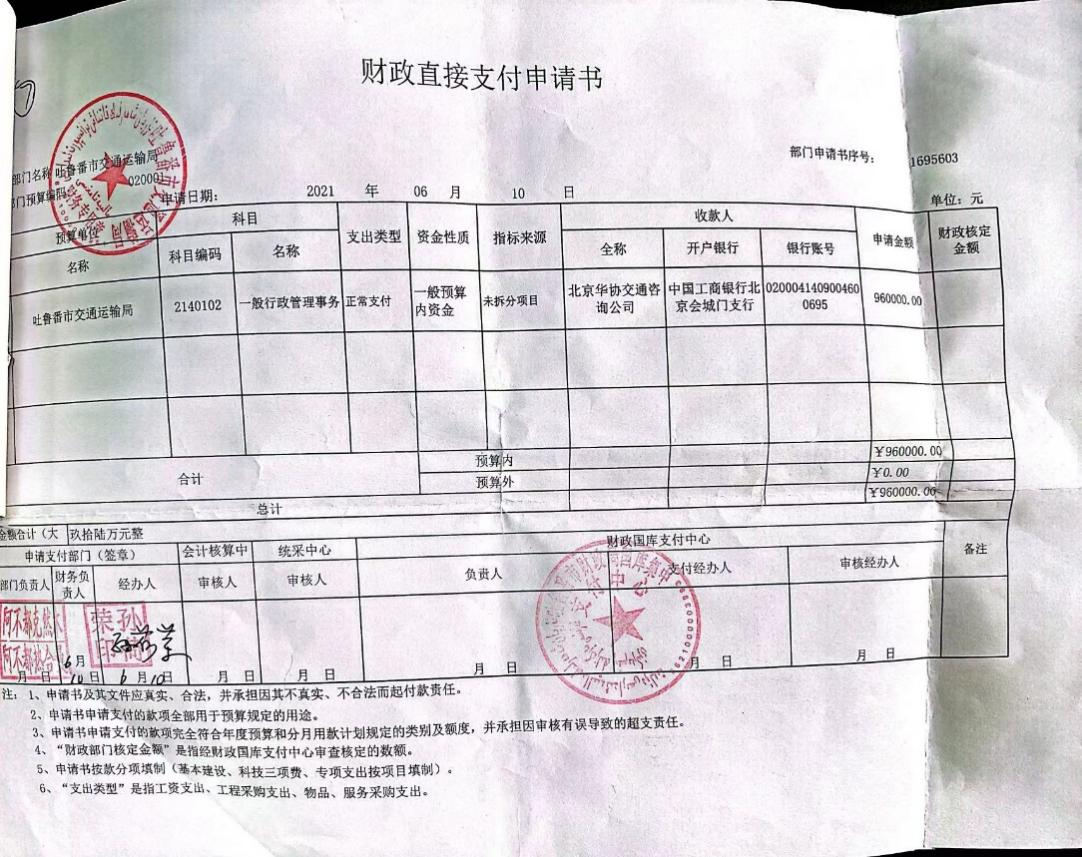 财政直接支付申请书
部门申请书序号: 1695603
部门名称 吐鲁番市交通运输局
部门预算编码 020001
申请日期: 2021 年 06 月 10 日
单位: 元
预算单位 科目 支出类型 资金性质 指标来源 收款人 申请金额 财政核定金额
名称 科目编码 名称 全称 开户银行 银行账号
吐鲁番市交通运输局 2140102 一般行政管理事务 正常支付 一般预算内资金 未拆分项目 北京华协交通咨询公司 中国工商银行北京会城门支行 0200041409004600695 960000.00
合计 预算内 ¥960000.00
预算外 ¥0.00
总计 ¥960000.00
金额合计(大 玖拾陆万元整
申请支付部门(签章) 会计核算中 统采中心 财政国库支付中心 备注
部门负责人 财务负责人 经办人 审核人 审核人 负责人 支付经办人 审核经办人
月 日 6月10日 6月10日 月 日 月 日 月 日 月 日 月 日
注: 1、申请书及其文件应真实、合法,并承担因其不真实、不合法而起付款责任。
2、申请书申请支付的款项全部用于预算规定的用途。
3、申请书申请支付的款项完全符合年度预算和分月用款计划规定的类别及额度,并承担因审核有误导致的超支责任。
4、“财政部门核定金额”是指经财政国库支付中心审查核定的数额。
5、申请书按款分项填制(基本建设、科技三项费、专项支出按项目填制)。
6、“支出类型”是指工资支出、工程采购支出、物品、服务采购支出。